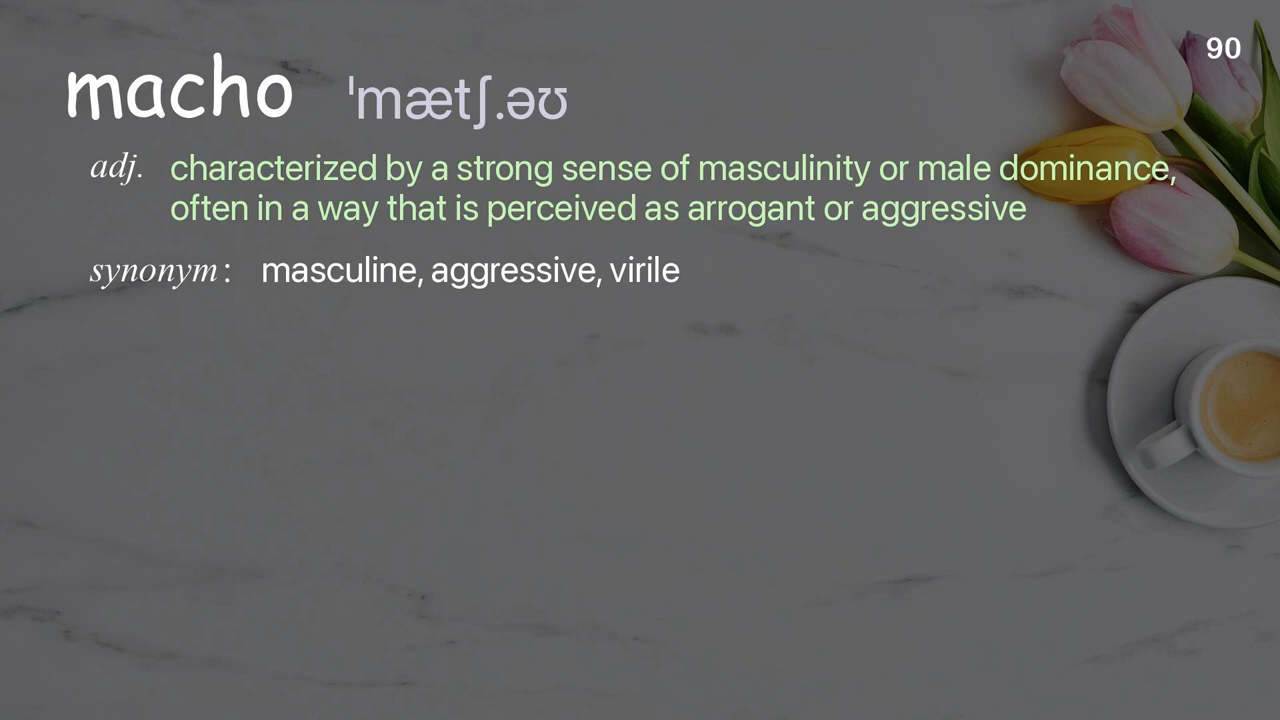 90
macho ˈmætʃ.əʊ
adj. characterized by a strong sense of masculinity or male dominance,
often in a way that is perceived as arrogant or aggressive
synonym : masculine, aggressive, virile